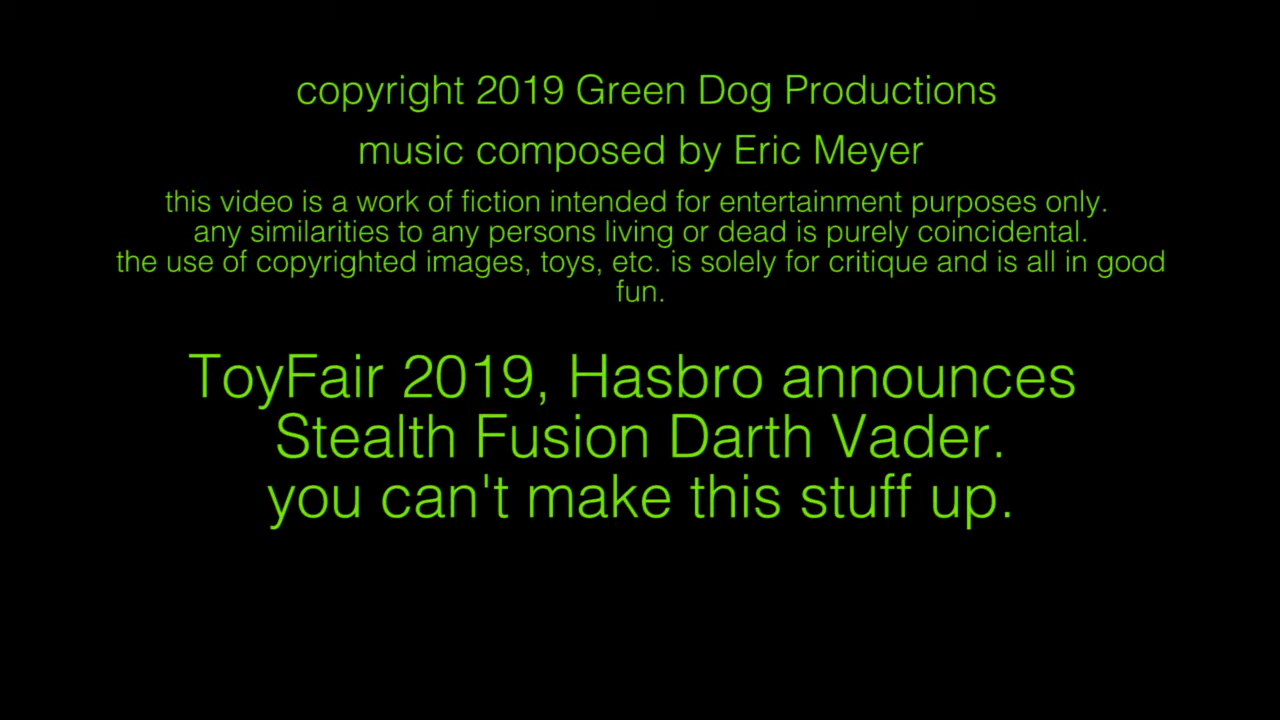 copyright 2019 Green Dog Productions
music composed by Eric Meyer
this video is a work of fiction intended for entertainment purposes only.
any similarities to any persons living or dead is purely coincidental.
the use of copyrighted images, toys, etc. is solely for critique and is all in good
fun.
ToyFair 2019, Hasbro announces
Stealth Fusion Darth Vader.
you can't make this stuff up.